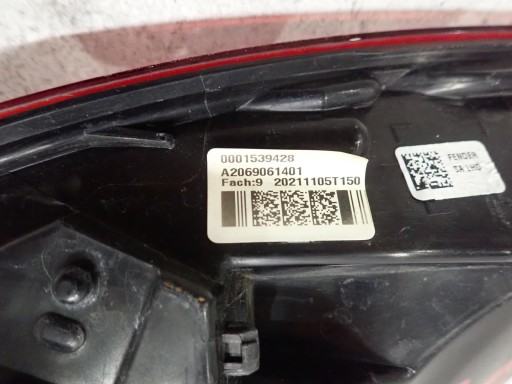 0001539428
A2069061401
Fach:9 20211105T150
FENDER
SA LHD